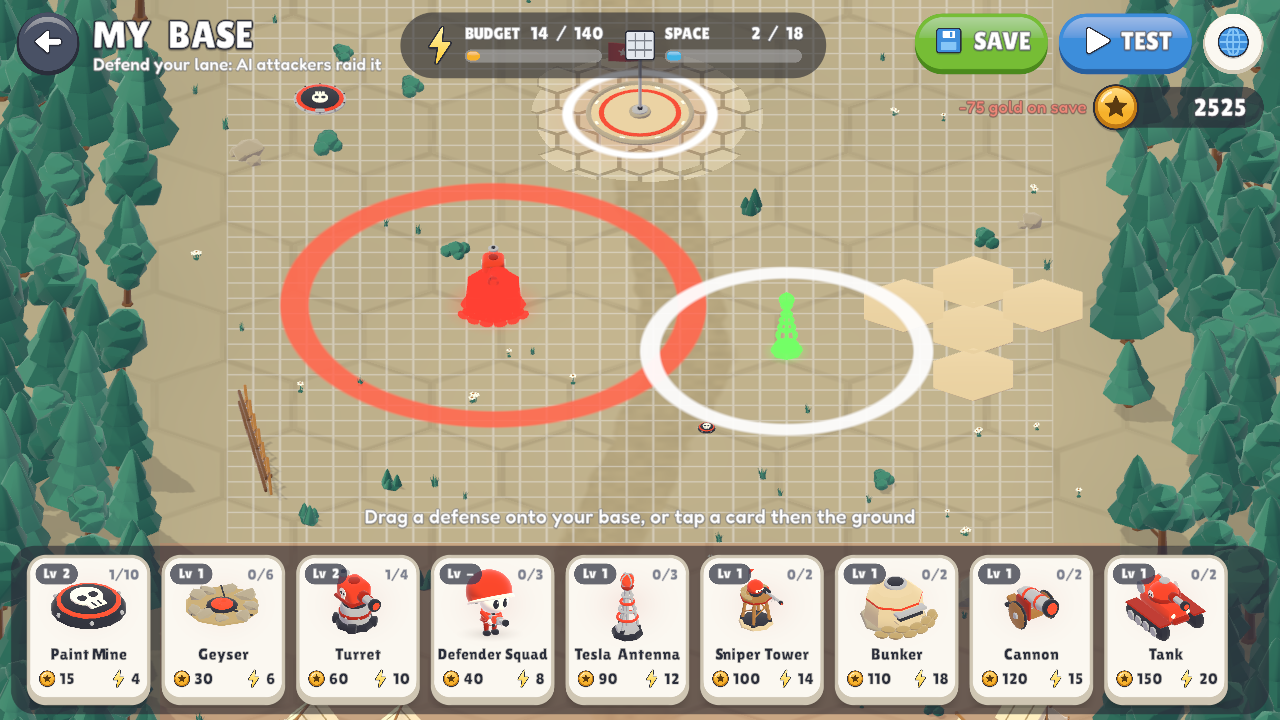 MY BASE
Defend your lane: AI attackers raid it
BUDGET 14 / 140
SPACE 2 / 18
SAVE
TEST
-75 gold on save
2525
Drag a defense onto your base, or tap a card then the ground
Lv 2 1/10
Paint Mine
15 4
Lv 1 0/6
Geyser
30 6
Lv 2 1/4
Turret
60 10
Lv - 0/3
Defender Squad
40 8
Lv 1 0/3
Tesla Antenna
90 12
Lv 1 0/2
Sniper Tower
100 14
Lv 1 0/2
Bunker
110 18
Lv 1 0/2
Cannon
120 15
Lv 1 0/2
Tank
150 20